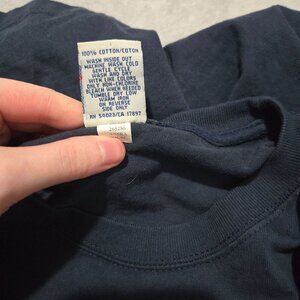 100% COTTON/COTON
WASH INSIDE OUT
MACHINE WASH COLD
GENTLE CYCLE
WASH AND DRY
WITH LIKE COLORS
ONLY NON-CHLORINE
BLEACH WHEN NEEDED
TUMBLE DRY LOW
WARM IRON
ON REVERSE
SIDE ONLY
RN 54023/CA 17897